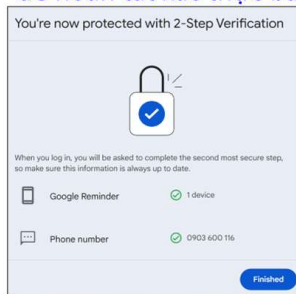 You're now protected with 2-Step Verification
When you log in, you will be asked to complete the second most secure step,
so make sure this information is always up to date.
Google Reminder
1 device
Phone number
0903 600 116
Finished